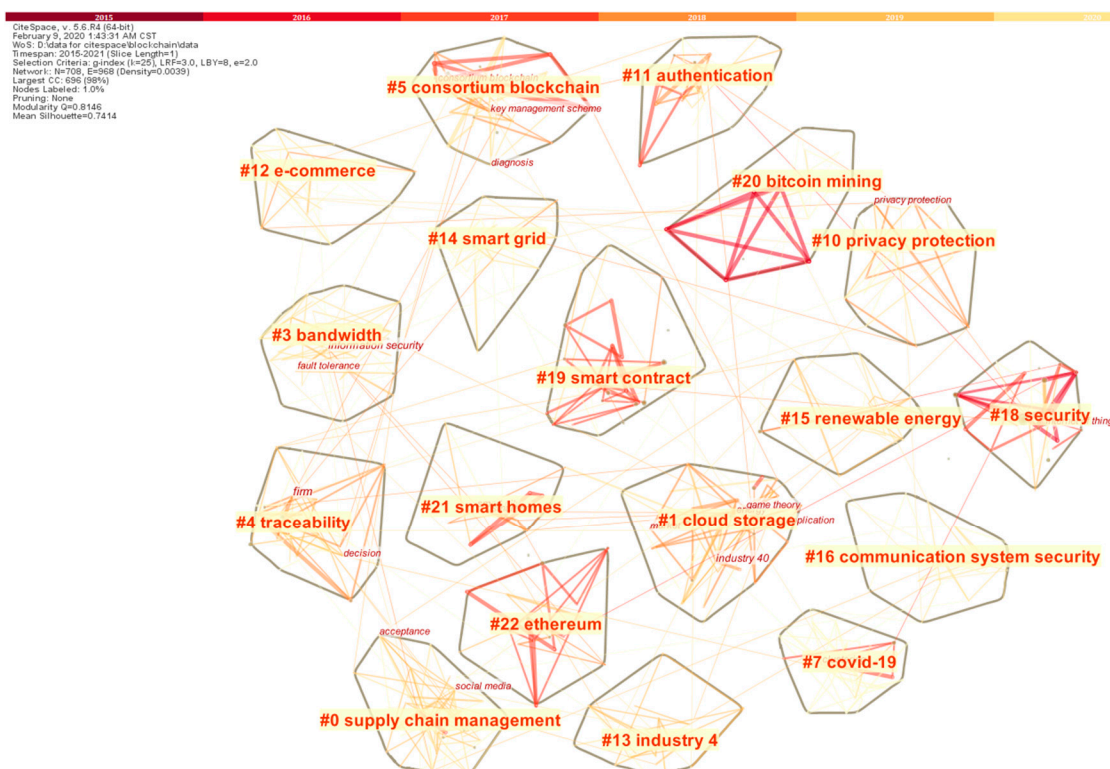 2015 2016 2017 2018 2019 2020
CiteSpace, v. 5.6.R4 (64-bit)
February 9, 2020 1:43:31 AM CST
WoS: D:\data for citespace\blockchain\data
Timespan: 2015-2021 (Slice Length=1)
Selection Criteria: g-index (k=25), LRF=3.0, LBY=8, e=2.0
Network: N=708, E=968 (Density=0.0039)
Largest CC: 696 (98%)
Nodes Labeled: 1.0%
Pruning: None
Modularity Q=0.8146
Mean Silhouette=0.7414
consortium blockchain
#5 consortium blockchain
key management scheme
diagnosis
#11 authentication
#12 e-commerce
#20 bitcoin mining
privacy protection
#10 privacy protection
#14 smart grid
#3 bandwidth
information security
fault tolerance
#19 smart contract
#15 renewable energy
#18 security
thing
firm
#4 traceability
decision
#21 smart homes
game theory
#1 cloud storage
plication
industry 40
#16 communication system security
#22 ethereum
#7 covid-19
acceptance
social media
#0 supply chain management
#13 industry 4